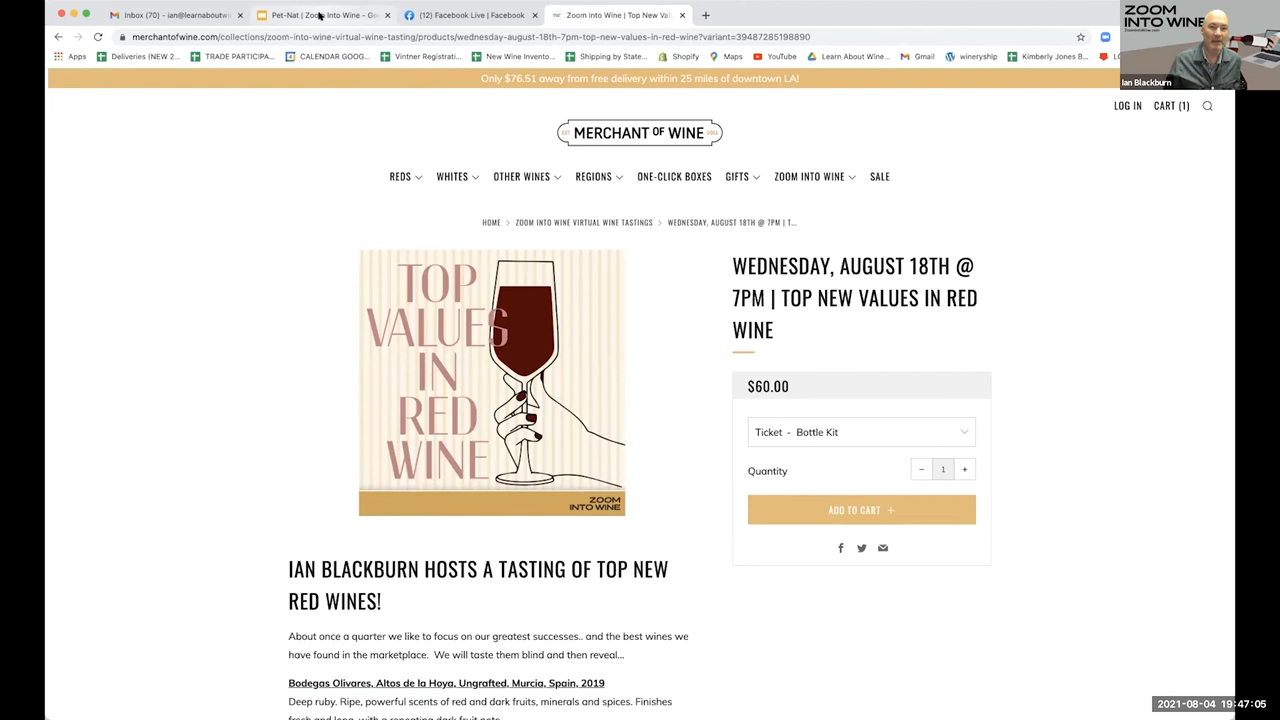 Inbox (70) - ian@learnaboutw
Pet-Nat | Zoom Into Wine - Go
(12) Facebook Live | Facebook
Zoom Into Wine | Top New Val
merchantofwine.com/collections/zoom-into-wine-virtual-wine-tasting/products/wednesday-august-18th-7pm-top-new-values-in-red-wine?variant=39487285198890
Apps
Deliveries (NEW 2...
TRADE PARTICIPA...
CALENDAR GOOG...
Vintner Registrati...
New Wine Invento...
Shipping by State...
Shopify
Maps
YouTube
Learn About Wine...
Gmail
wineryship
Kimberly Jones B...
ZOOM
INTO WINE
Ian Blackburn
Only $76.51 away from free delivery within 25 miles of downtown LA!
LOG IN CART (1)
EST. MERCHANT OF WINE
REDS WHITES OTHER WINES REGIONS ONE-CLICK BOXES GIFTS ZOOM INTO WINE SALE
HOME > ZOOM INTO WINE VIRTUAL WINE TASTINGS > WEDNESDAY, AUGUST 18TH @ 7PM | T...
TOP
VALUES
IN
RED
WINE
ZOOM
INTO WINE
WEDNESDAY, AUGUST 18TH @
7PM | TOP NEW VALUES IN RED
WINE
$60.00
Ticket - Bottle Kit
Quantity − 1 +
ADD TO CART +
IAN BLACKBURN HOSTS A TASTING OF TOP NEW
RED WINES!
About once a quarter we like to focus on our greatest successes.. and the best wines we
have found in the marketplace. We will taste them blind and then reveal...
Bodegas Olivares, Altos de la Hoya, Ungrafted, Murcia, Spain, 2019
Deep ruby. Ripe, powerful scents of red and dark fruits, minerals and spices. Finishes
fresh and long, with a repeating dark fruit note.
2021-08-04 19:47:05